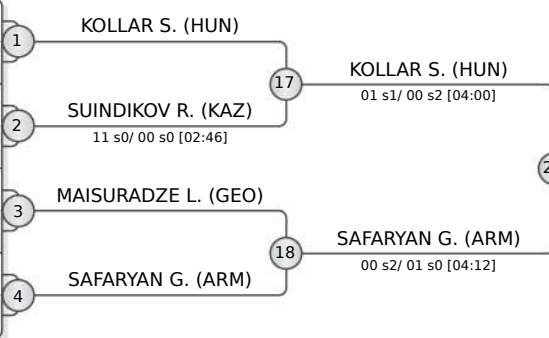 KOLLAR S. (HUN)
1
17
KOLLAR S. (HUN)
01 s1/ 00 s2 [04:00]
SUINDIKOV R. (KAZ)
2
11 s0/ 00 s0 [02:46]
MAISURADZE L. (GEO)
3
18
SAFARYAN G. (ARM)
00 s2/ 01 s0 [04:12]
SAFARYAN G. (ARM)
4